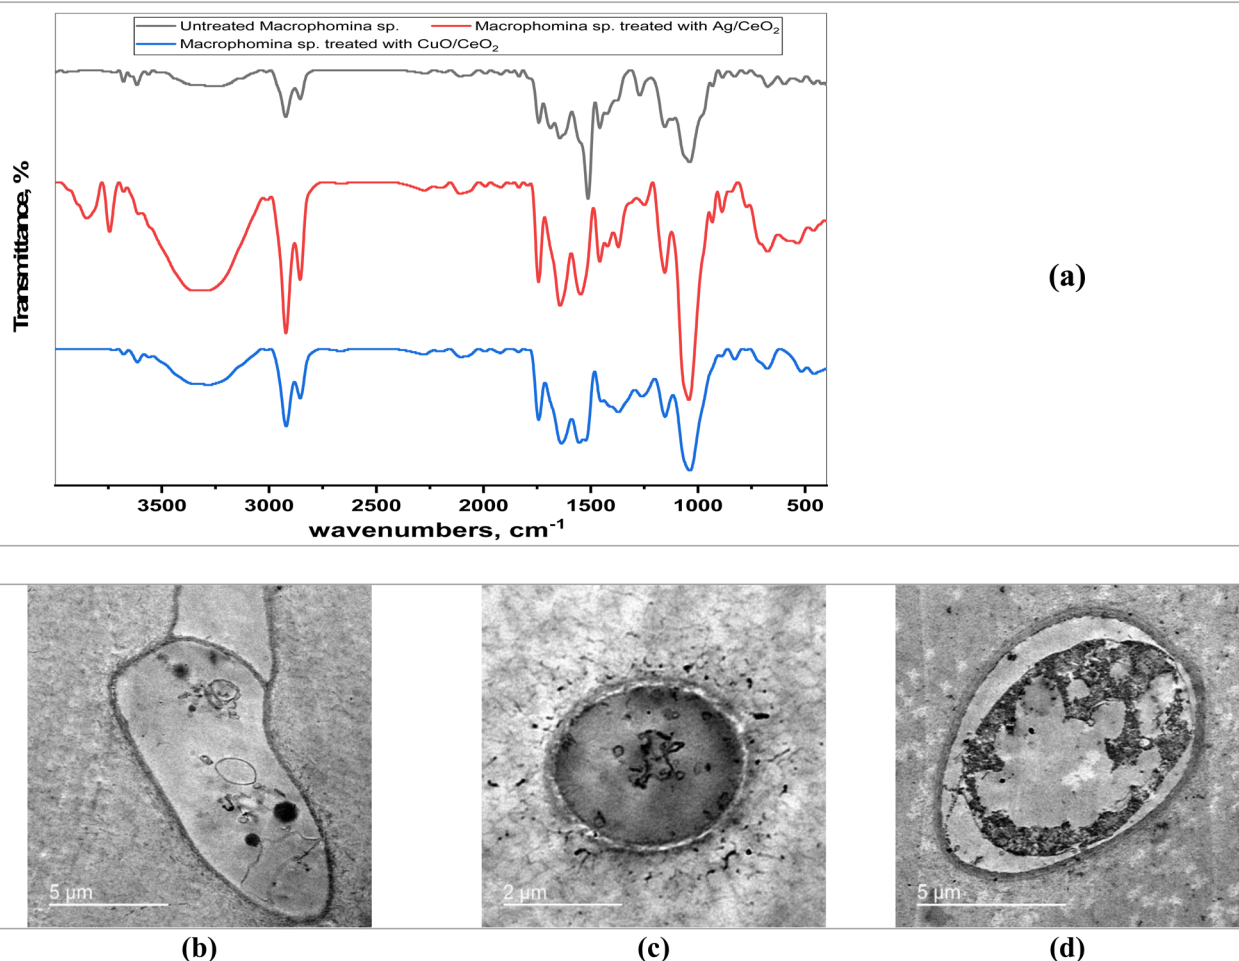 Untreated Macrophomina sp. Macrophomina sp. treated with Ag/CeO₂
Macrophomina sp. treated with CuO/CeO₂
Transmittance, %
(a)
3500 3000 2500 2000 1500 1000 500
wavenumbers, cm⁻¹
5 µm 2 µm 5 µm
(b) (c) (d)